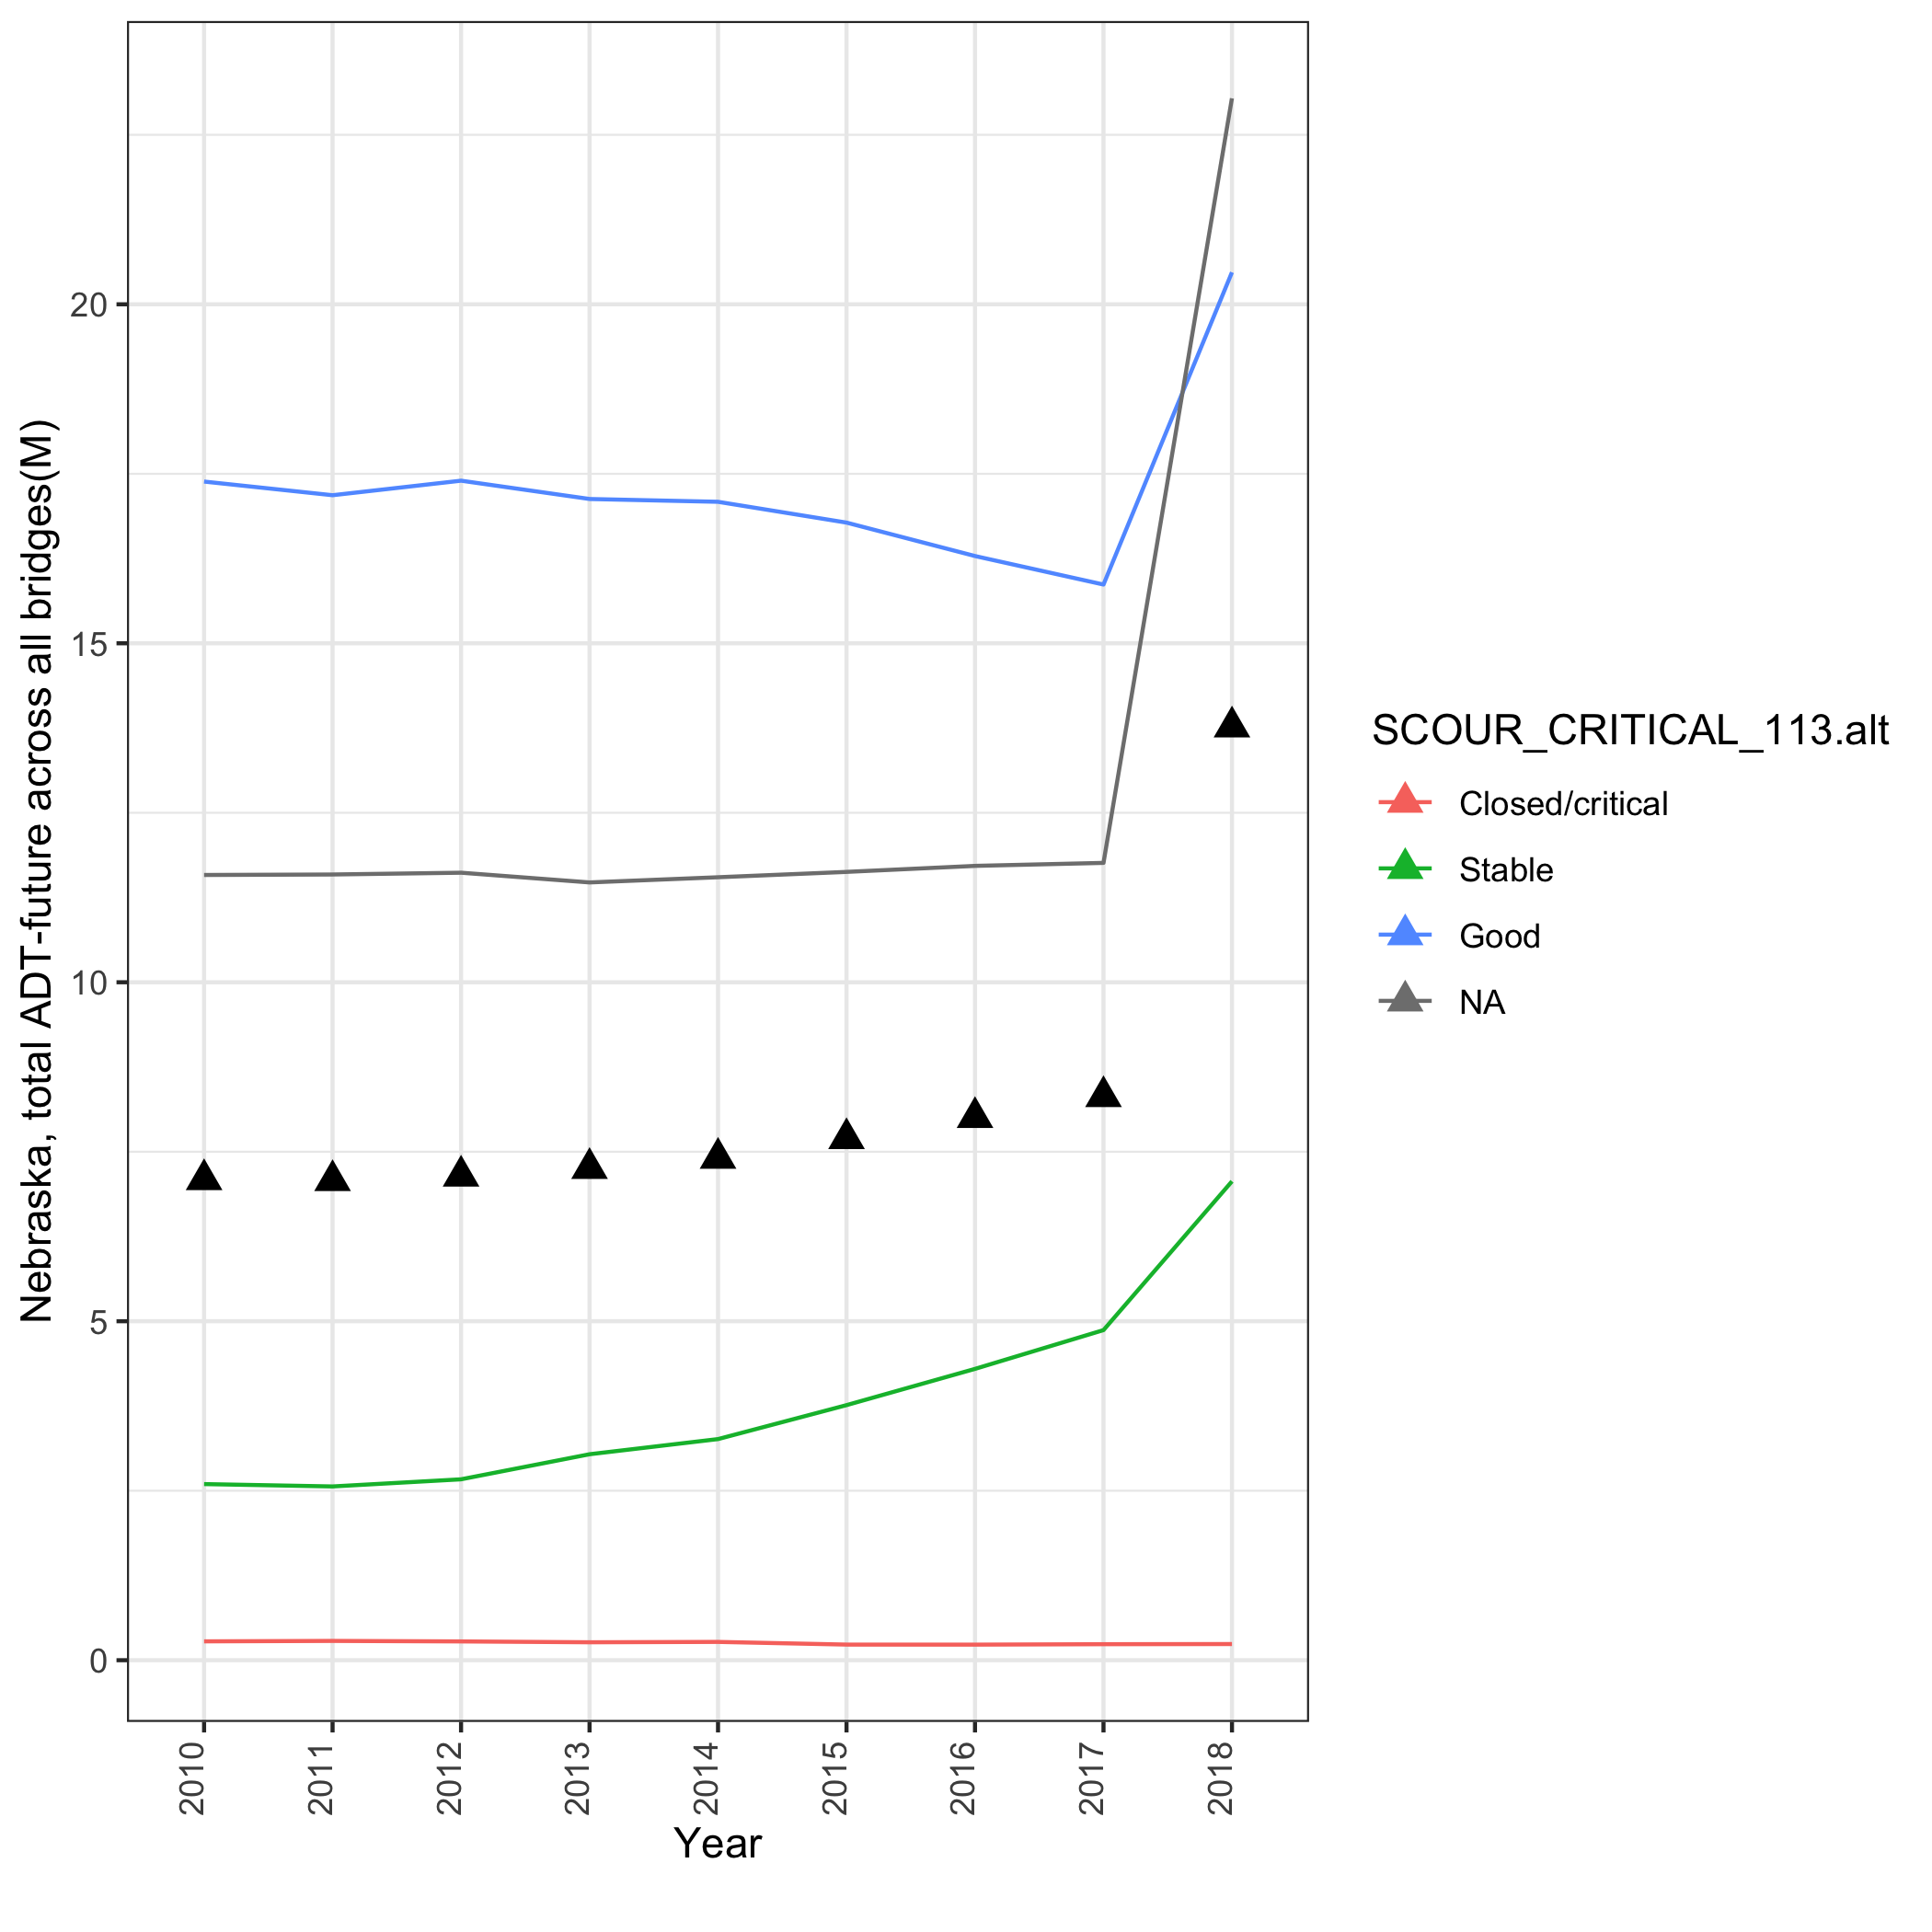 Nebraska, total ADT-future across all bridges(M)
20
15
10
5
0
2010
2011
2012
2013
2014
2015
2016
2017
2018
Year
SCOUR_CRITICAL_113.alt
Closed/critical
Stable
Good
NA